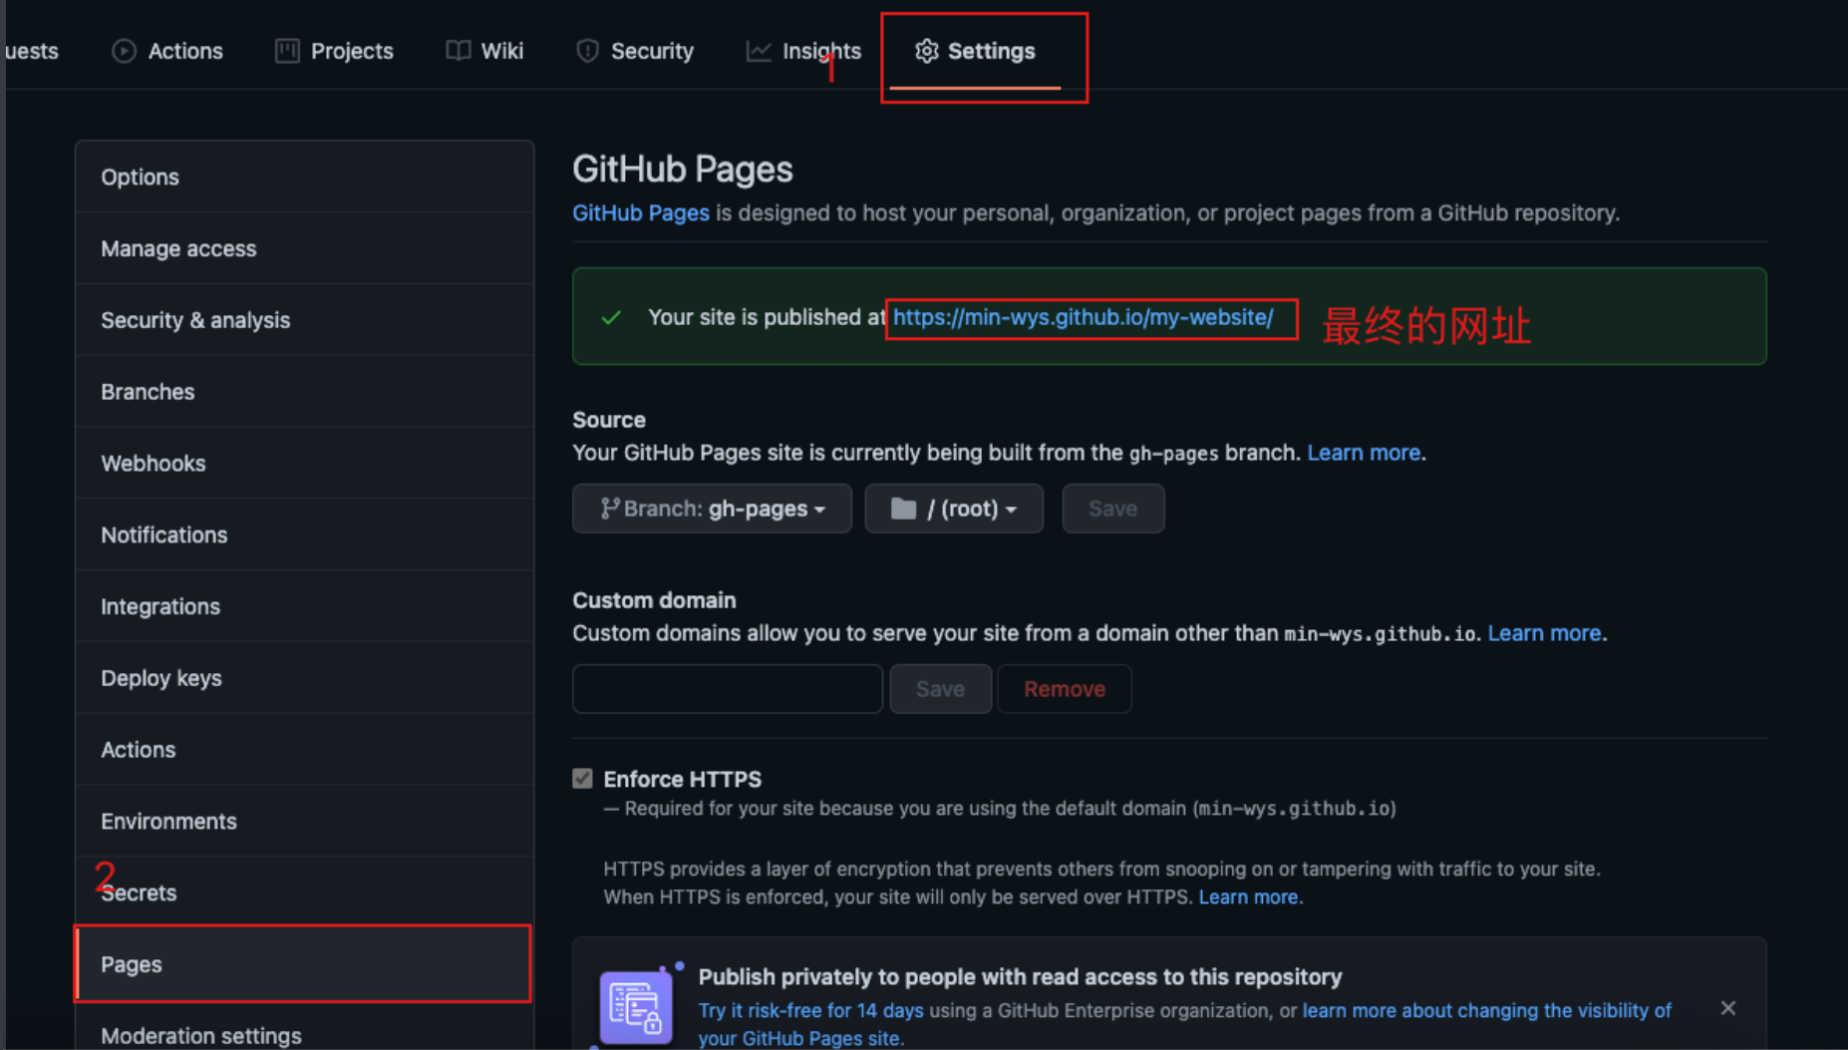 uests
Actions
Projects
Wiki
Security
Insights
1
Settings
Options
Manage access
Security & analysis
Branches
Webhooks
Notifications
Integrations
Deploy keys
Actions
Environments
2
Secrets
Pages
Moderation settings
GitHub Pages
GitHub Pages is designed to host your personal, organization, or project pages from a GitHub repository.
Your site is published at https://min-wys.github.io/my-website/
最终的网址
Source
Your GitHub Pages site is currently being built from the gh-pages branch. Learn more.
Branch: gh-pages
/ (root)
Save
Custom domain
Custom domains allow you to serve your site from a domain other than min-wys.github.io. Learn more.
Save
Remove
Enforce HTTPS
— Required for your site because you are using the default domain (min-wys.github.io)
HTTPS provides a layer of encryption that prevents others from snooping on or tampering with traffic to your site.
When HTTPS is enforced, your site will only be served over HTTPS. Learn more.
Publish privately to people with read access to this repository
Try it risk-free for 14 days using a GitHub Enterprise organization, or learn more about changing the visibility of
your GitHub Pages site.